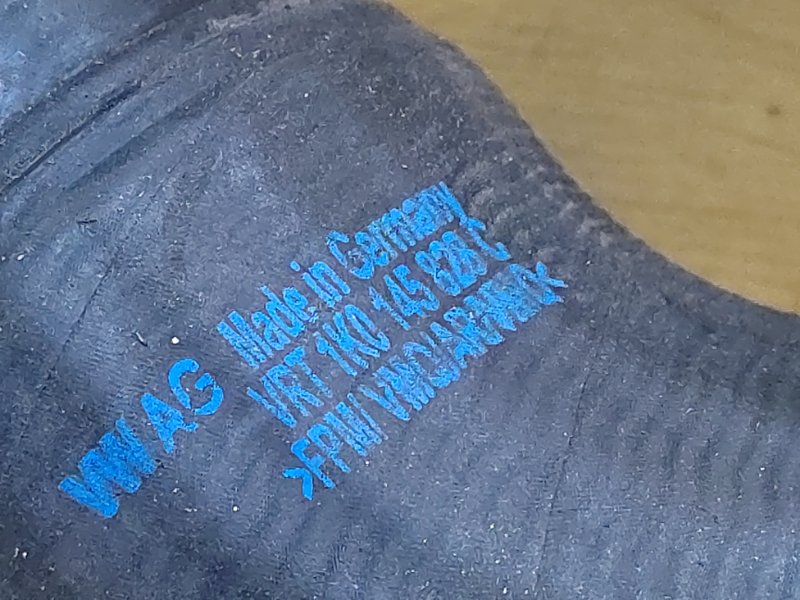 VW AG
Made in Germany
VRT 1K0 145 828 C